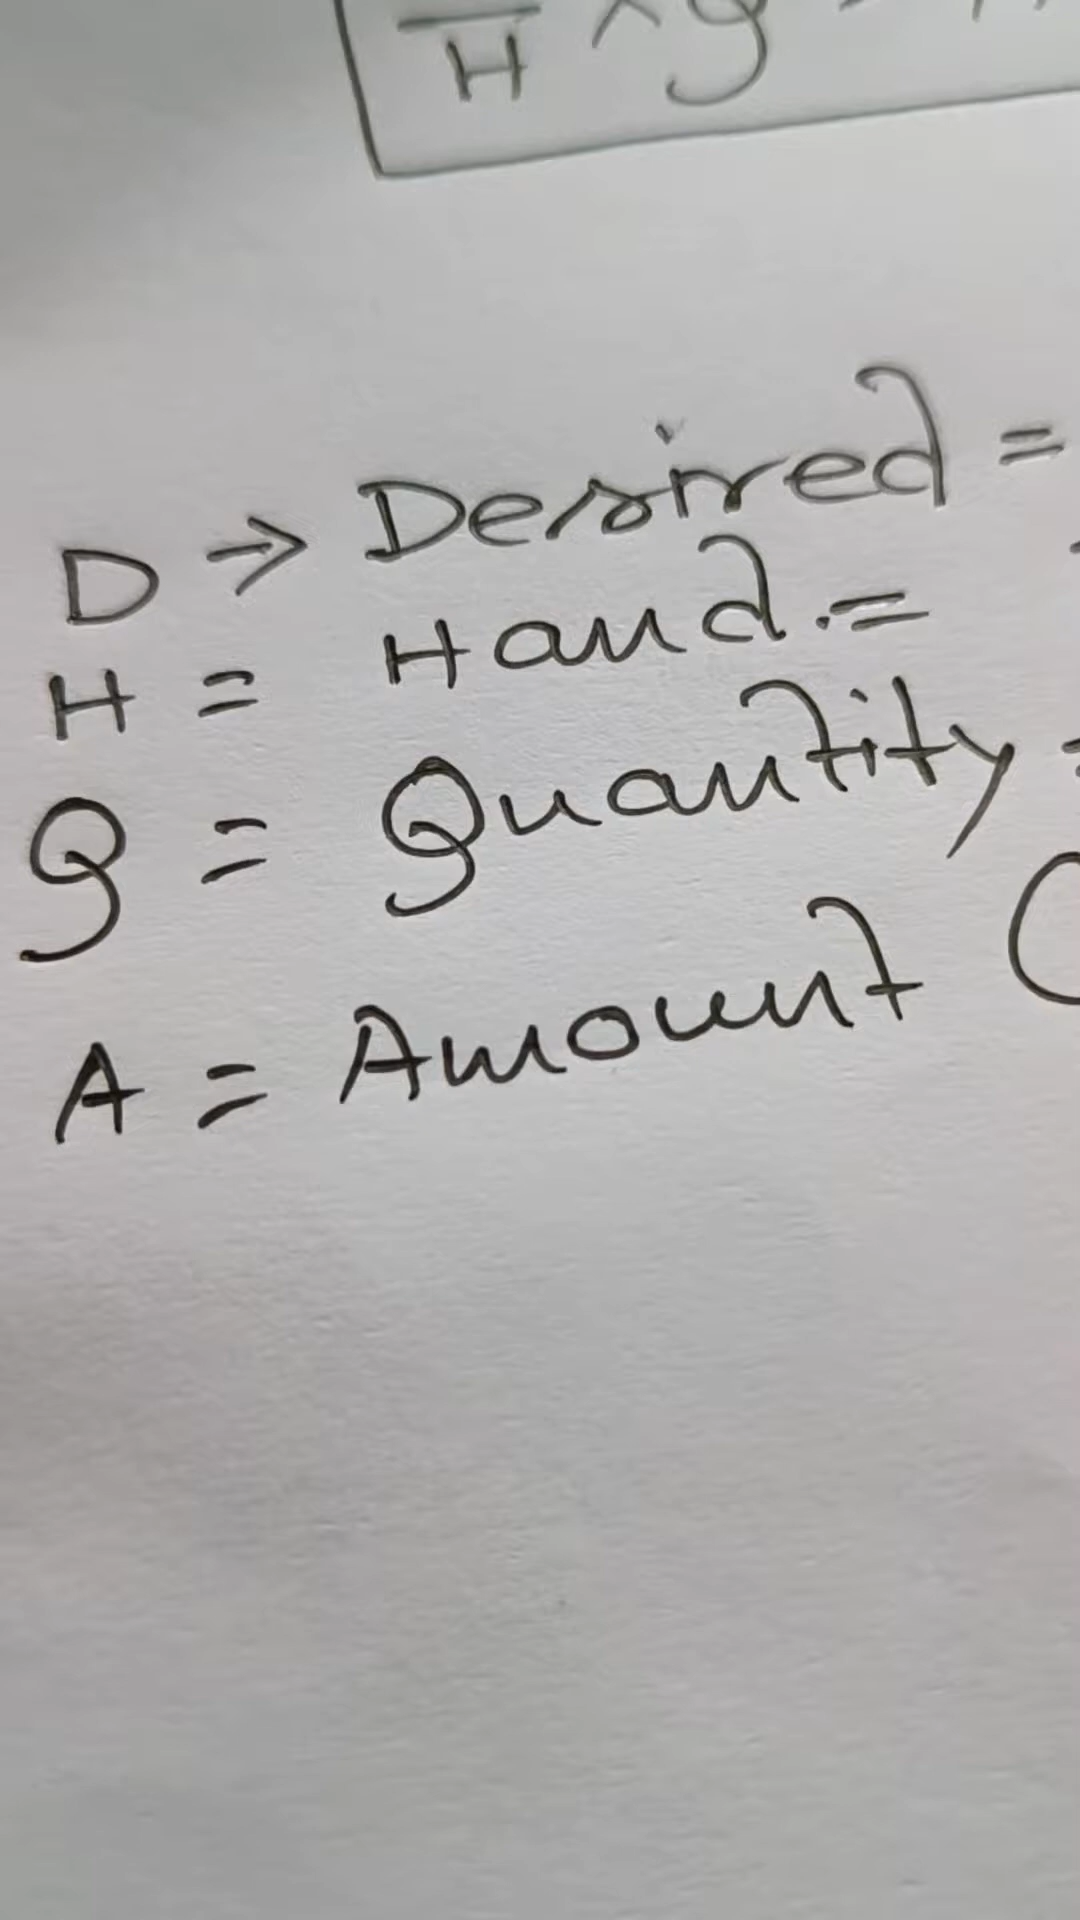 H × Q
D → Desired =
H = Hand. =
Q = Quantity =
A = Amount (